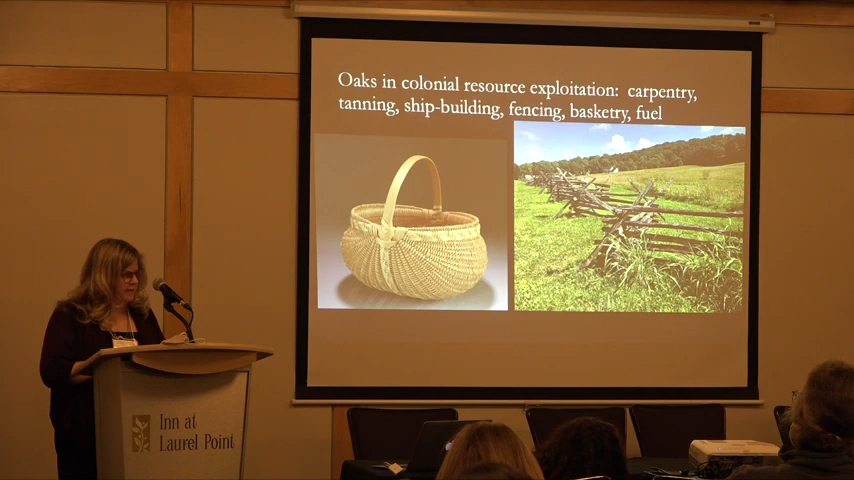 Oaks in colonial resource exploitation: carpentry,
tanning, ship-building, fencing, basketry, fuel
Inn at
Laurel Point